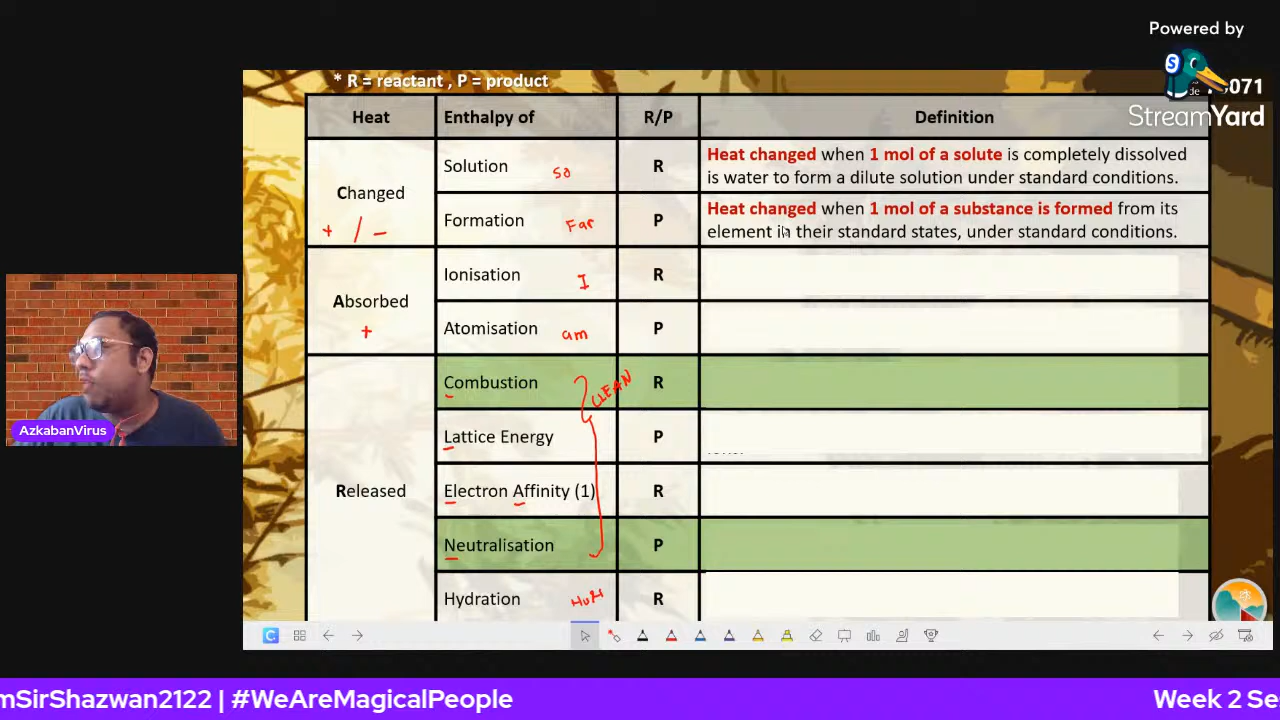 Powered by
StreamYard
071
de
* R = reactant , P = product
Heat
Enthalpy of
R/P
Definition
Changed
+ / -
Solution
so
R
Heat changed when 1 mol of a solute is completely dissolved
is water to form a dilute solution under standard conditions.
Formation
Far
P
Heat changed when 1 mol of a substance is formed from its
element in their standard states, under standard conditions.
Absorbed
+
Ionisation
I
R
Atomisation
am
P
Released
Combustion
R
CLEAN
Lattice Energy
P
Electron Affinity (1)
R
Neutralisation
P
Hydration
HuH
R
AzkabanVirus
mSirShazwan2122 | #WeAreMagicalPeople
Week 2 Se